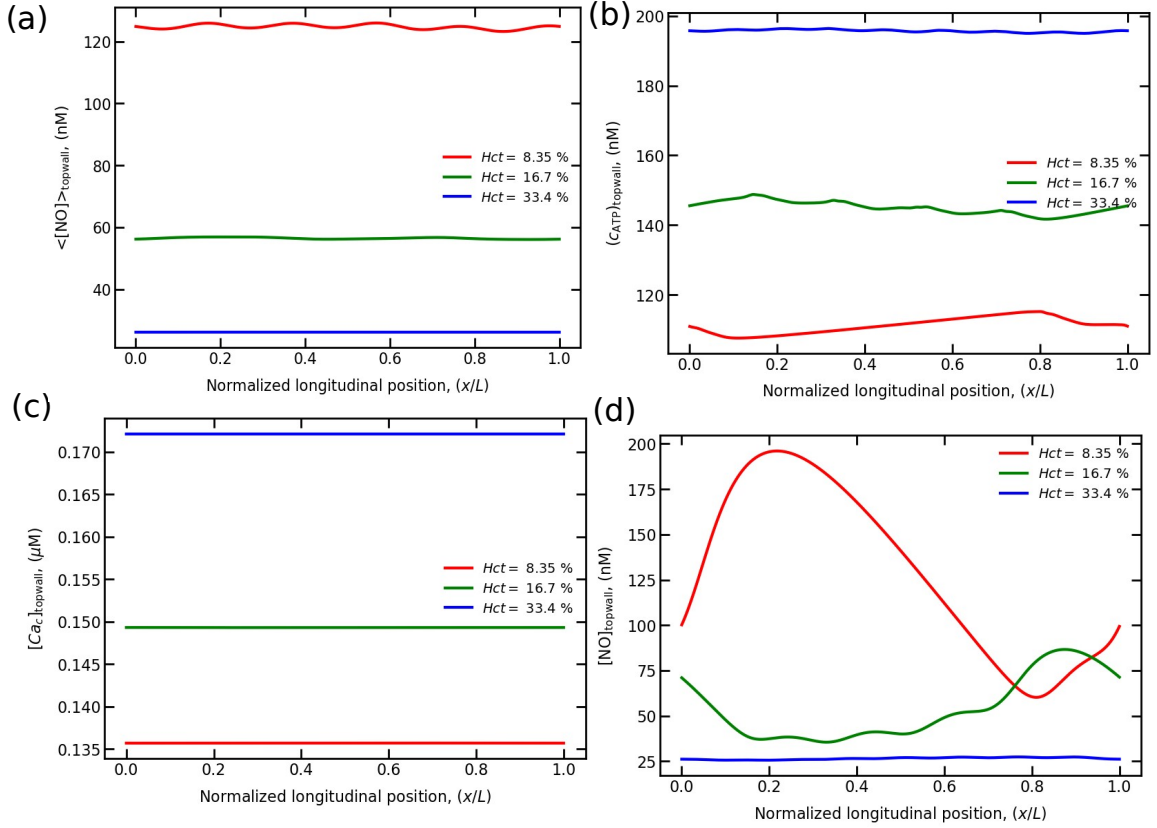 (a)
<[NO]>topwall, (nM)
120
100
80
60
40
Hct = 8.35 %
Hct = 16.7 %
Hct = 33.4 %
0.0 0.2 0.4 0.6 0.8 1.0
Normalized longitudinal position, (x/L)
(b)
(cATP)topwall, (nM)
200
180
160
140
120
Hct = 8.35 %
Hct = 16.7 %
Hct = 33.4 %
0.0 0.2 0.4 0.6 0.8 1.0
Normalized longitudinal position, (x/L)
(c)
[Cac]topwall, (μM)
0.170
0.165
0.160
0.155
0.150
0.145
0.140
0.135
Hct = 8.35 %
Hct = 16.7 %
Hct = 33.4 %
0.0 0.2 0.4 0.6 0.8 1.0
Normalized longitudinal position, (x/L)
(d)
[NO]topwall, (nM)
200
175
150
125
100
75
50
25
Hct = 8.35 %
Hct = 16.7 %
Hct = 33.4 %
0.0 0.2 0.4 0.6 0.8 1.0
Normalized longitudinal position, (x/L)